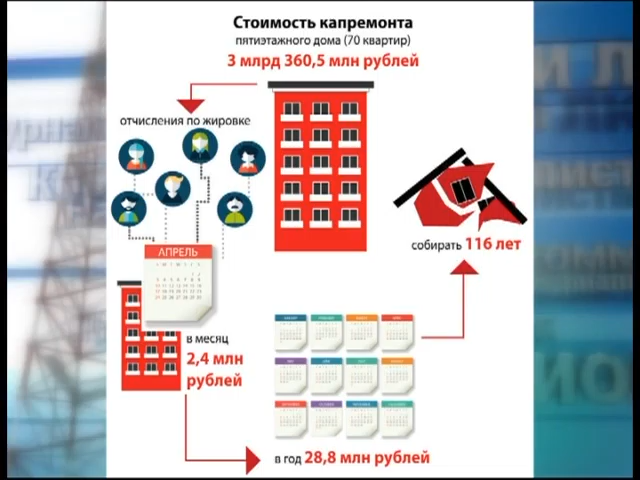 Стоимость капремонта
пятиэтажного дома (70 квартир)
3 млрд 360,5 млн рублей
отчисления по жировке
АПРЕЛЬ
в месяц
2,4 млн
рублей
собирать 116 лет
в год 28,8 млн рублей